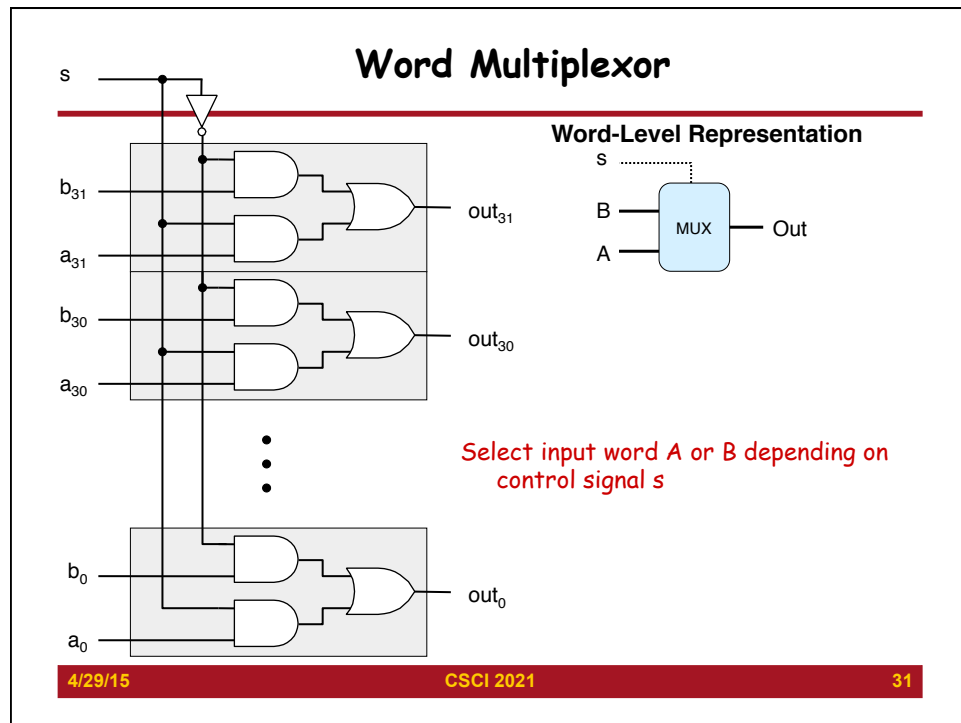 Word Multiplexor
s
Word-Level Representation
s
B
MUX
Out
A
b31
out31
a31
b30
out30
a30
Select input word A or B depending on
control signal s
b0
out0
a0
4/29/15 CSCI 2021 31